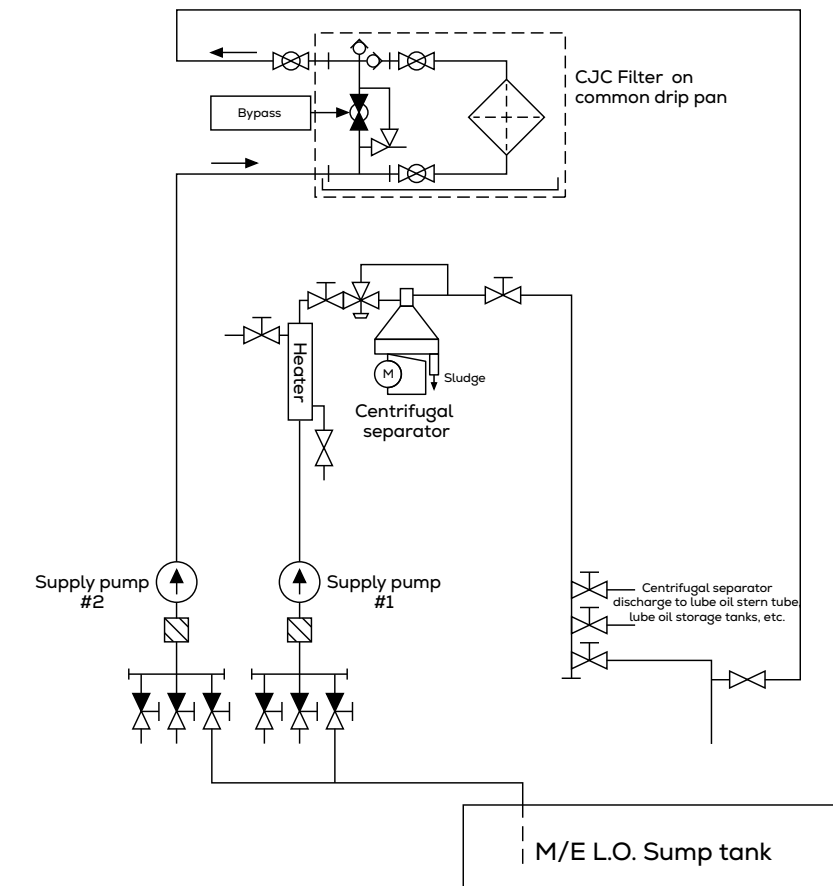 CJC Filter on
common drip pan
Bypass
Heater
M
Sludge
Centrifugal
separator
Supply pump
#2
Supply pump
#1
Centrifugal separator
discharge to lube oil stern tube,
lube oil storage tanks, etc.
M/E L.O. Sump tank